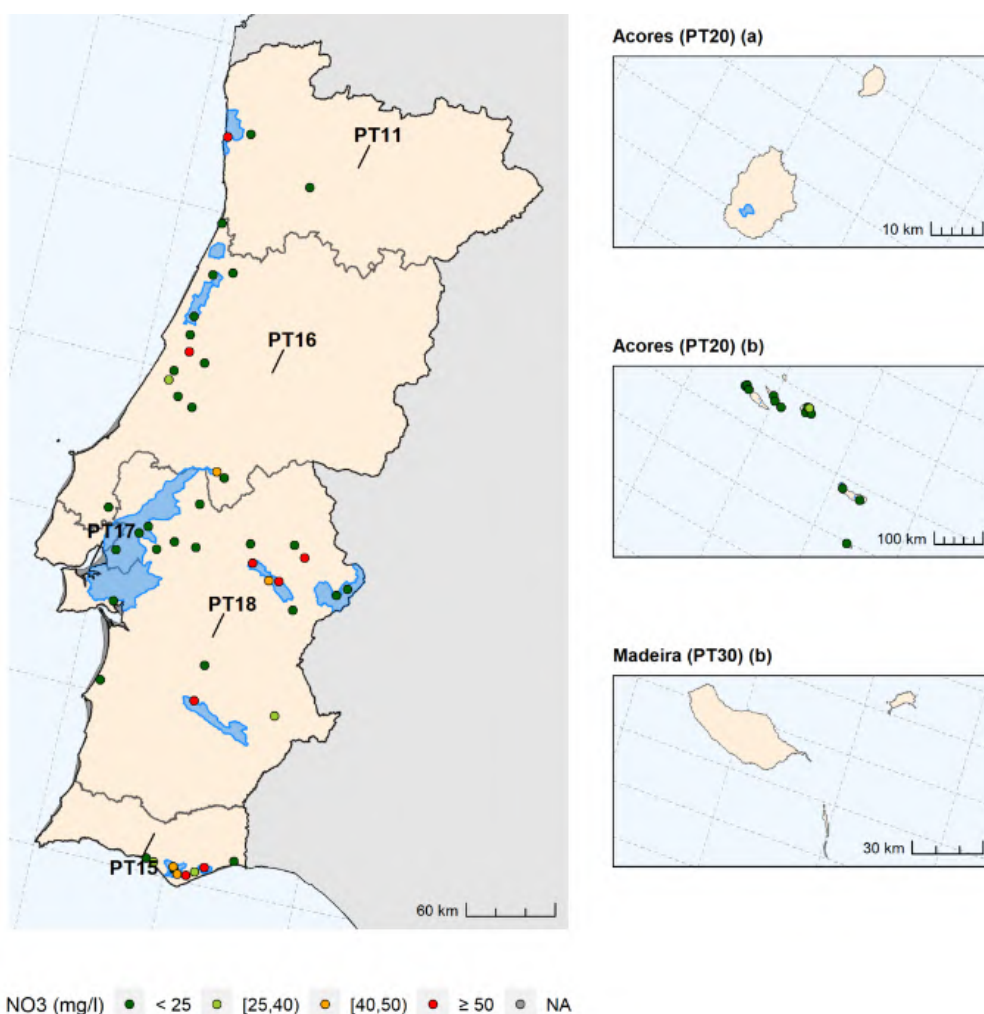 Acores (PT20) (a)
PT11
10 km
Acores (PT20) (b)
PT16
100 km
PT17
PT18
Madeira (PT30) (b)
PT15
30 km
60 km
NO3 (mg/l) < 25 [25,40) [40,50) ≥ 50 NA